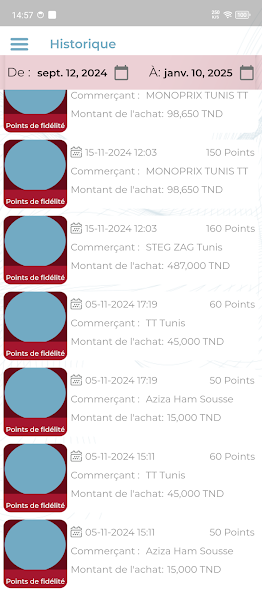 14:57
Historique
De : sept. 12, 2024 À: janv. 10, 2025
Commerçant : MONOPRIX TUNIS TT
Montant de l'achat: 98,650 TND
Points de fidélité
15-11-2024 12:03 150 Points
Commerçant : MONOPRIX TUNIS TT
Montant de l'achat: 98,650 TND
Points de fidélité
15-11-2024 12:03 160 Points
Commerçant : STEG ZAG Tunis
Montant de l'achat: 487,000 TND
Points de fidélité
05-11-2024 17:19 60 Points
Commerçant : TT Tunis
Montant de l'achat: 45,000 TND
Points de fidélité
05-11-2024 17:19 50 Points
Commerçant : Aziza Ham Sousse
Montant de l'achat: 15,000 TND
Points de fidélité
05-11-2024 15:11 60 Points
Commerçant : TT Tunis
Montant de l'achat: 45,000 TND
Points de fidélité
05-11-2024 15:11 50 Points
Commerçant : Aziza Ham Sousse
Montant de l'achat: 15,000 TND
Points de fidélité